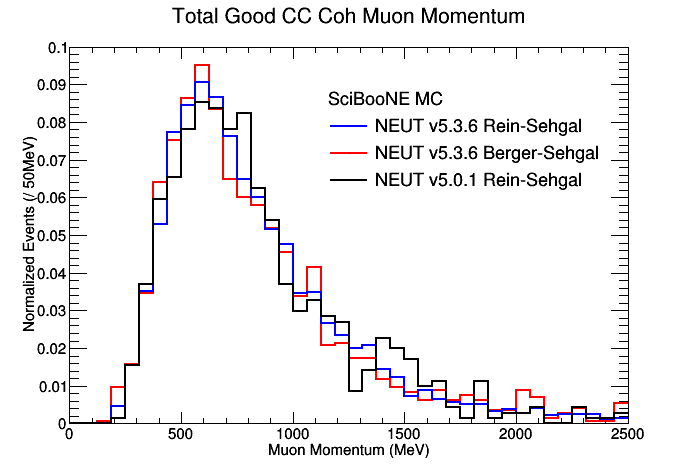 Total Good CC Coh Muon Momentum
Normalized Events (/ 50MeV)
0.1
0.09
0.08
0.07
0.06
0.05
0.04
0.03
0.02
0.01
0
SciBooNE MC
NEUT v5.3.6 Rein-Sehgal
NEUT v5.3.6 Berger-Sehgal
NEUT v5.0.1 Rein-Sehgal
0 500 1000 1500 2000 2500
Muon Momentum (MeV)